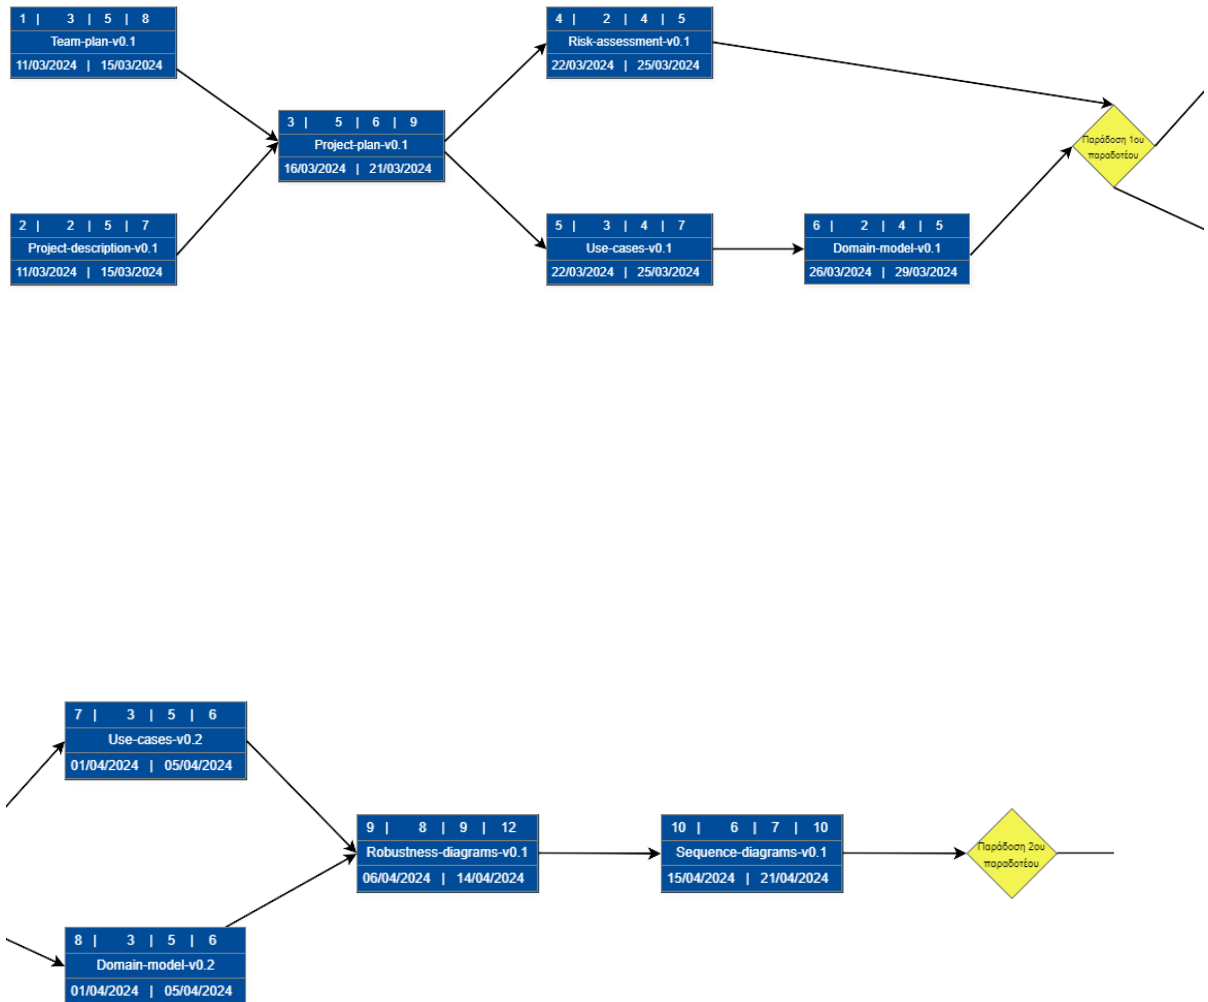 1 | 3 | 5 | 8
Team-plan-v0.1
11/03/2024 | 15/03/2024
2 | 2 | 5 | 7
Project-description-v0.1
11/03/2024 | 15/03/2024
3 | 5 | 6 | 9
Project-plan-v0.1
16/03/2024 | 21/03/2024
4 | 2 | 4 | 5
Risk-assessment-v0.1
22/03/2024 | 25/03/2024
5 | 3 | 4 | 7
Use-cases-v0.1
22/03/2024 | 25/03/2024
6 | 2 | 4 | 5
Domain-model-v0.1
26/03/2024 | 29/03/2024
Παράδοση 1ου
παραδοτέου
7 | 3 | 5 | 6
Use-cases-v0.2
01/04/2024 | 05/04/2024
8 | 3 | 5 | 6
Domain-model-v0.2
01/04/2024 | 05/04/2024
9 | 8 | 9 | 12
Robustness-diagrams-v0.1
06/04/2024 | 14/04/2024
10 | 6 | 7 | 10
Sequence-diagrams-v0.1
15/04/2024 | 21/04/2024
Παράδοση 2ου
παραδοτέου